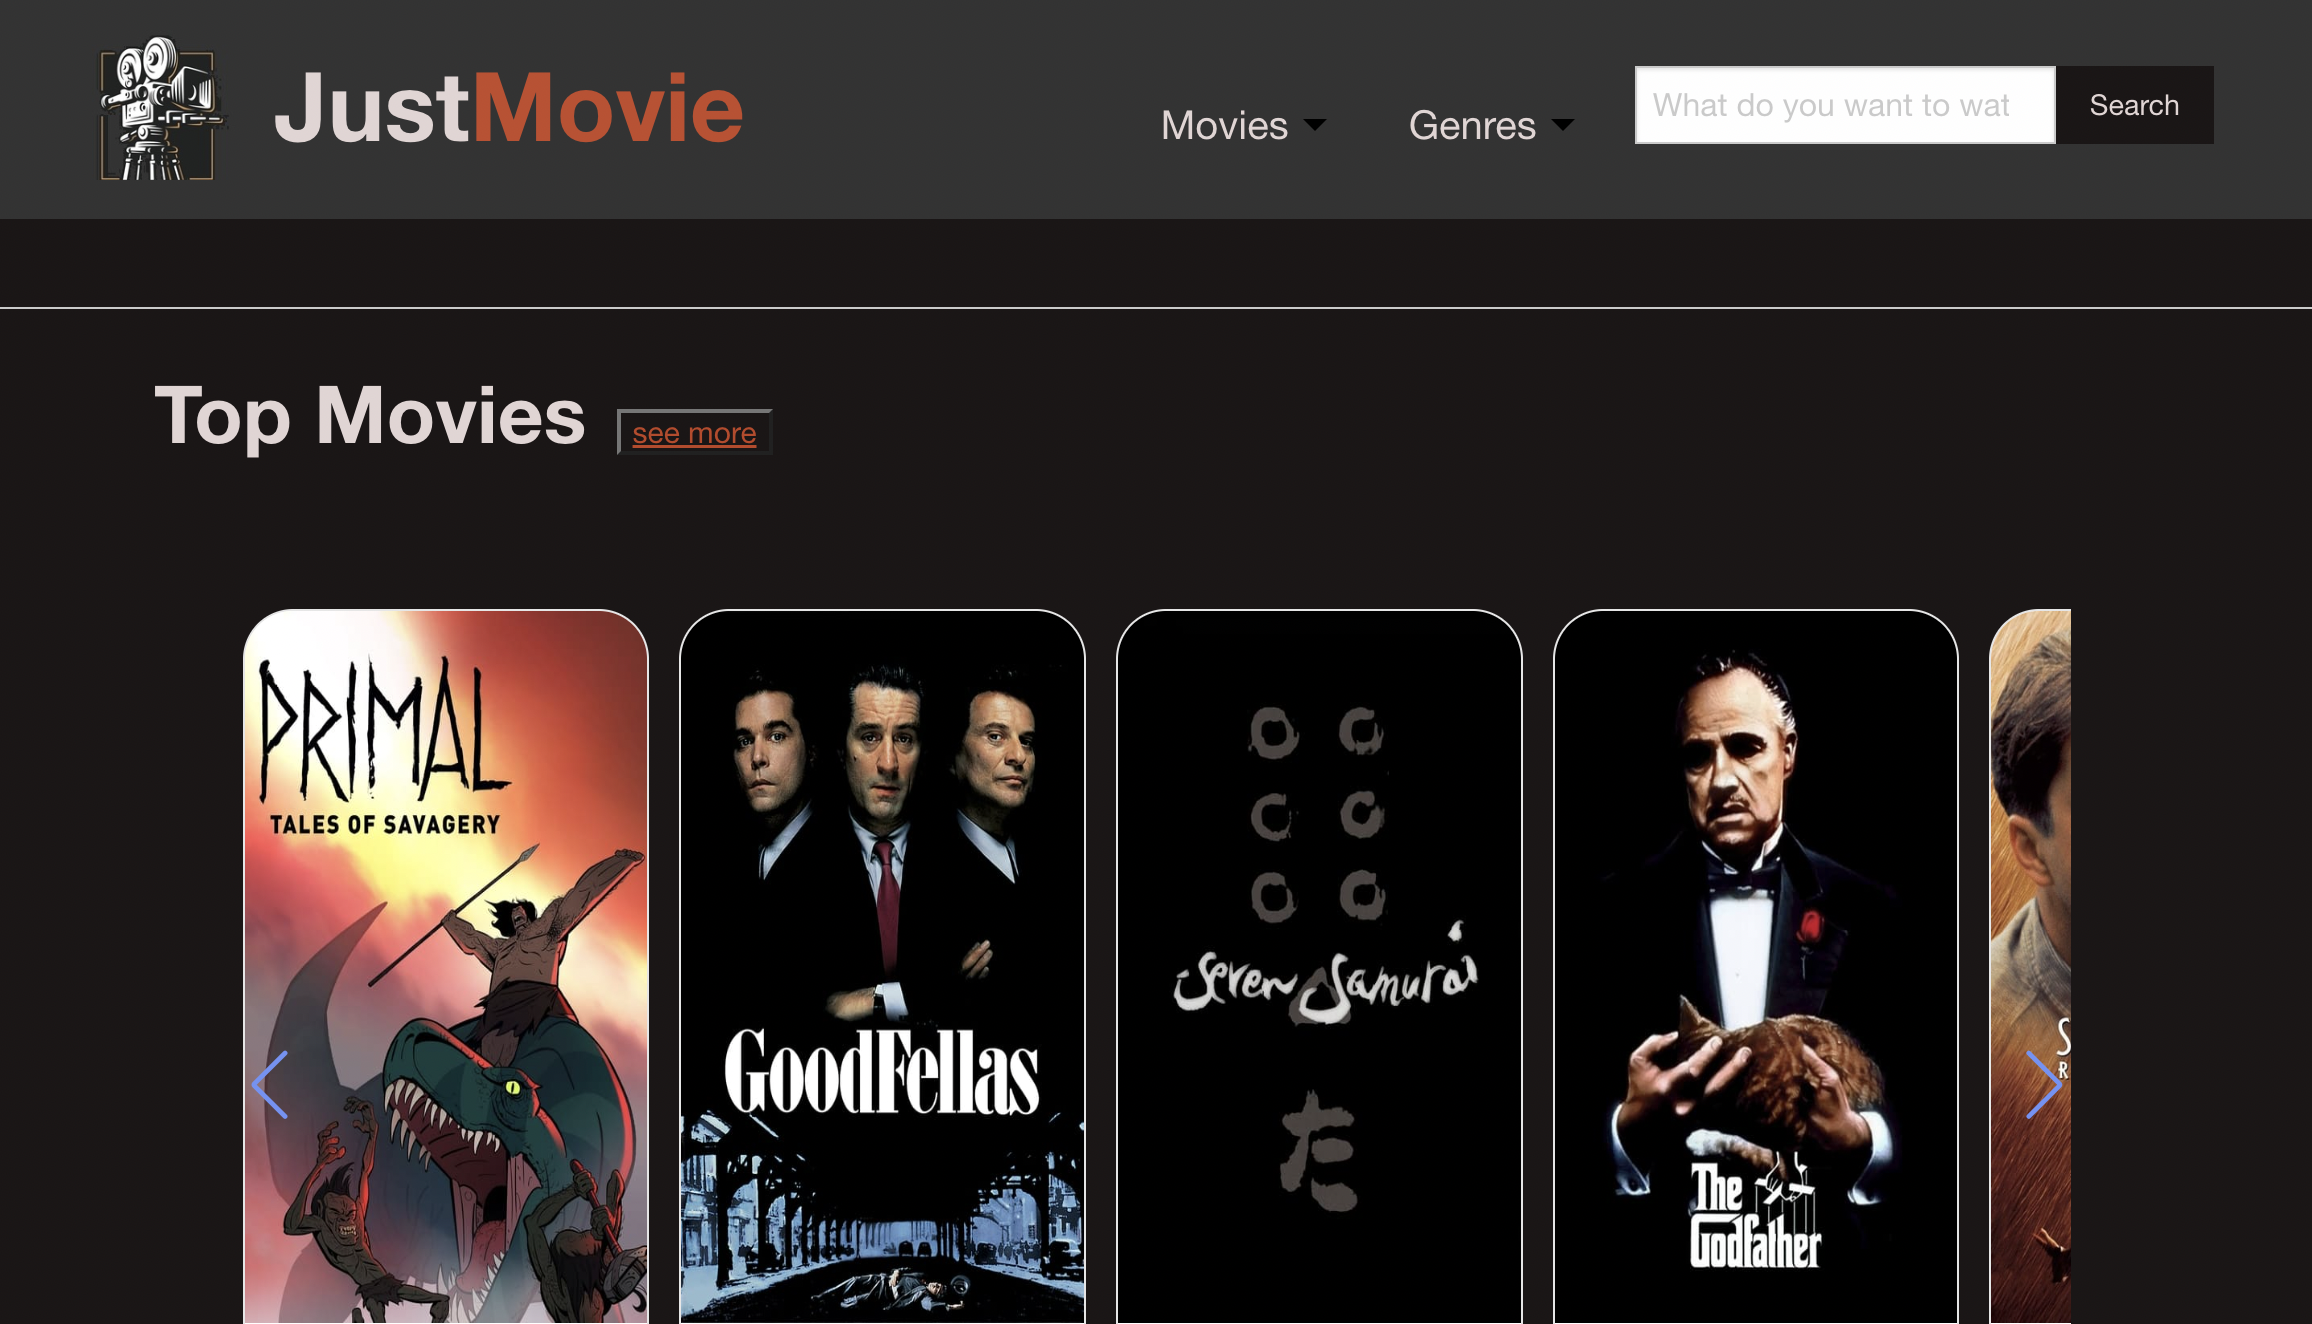 JustMovie
Movies
Genres
What do you want to wat
Search
Top Movies
see more
PRIMAL
TALES OF SAVAGERY
GoodFellas
Seven Samurai
た
The
Godfather